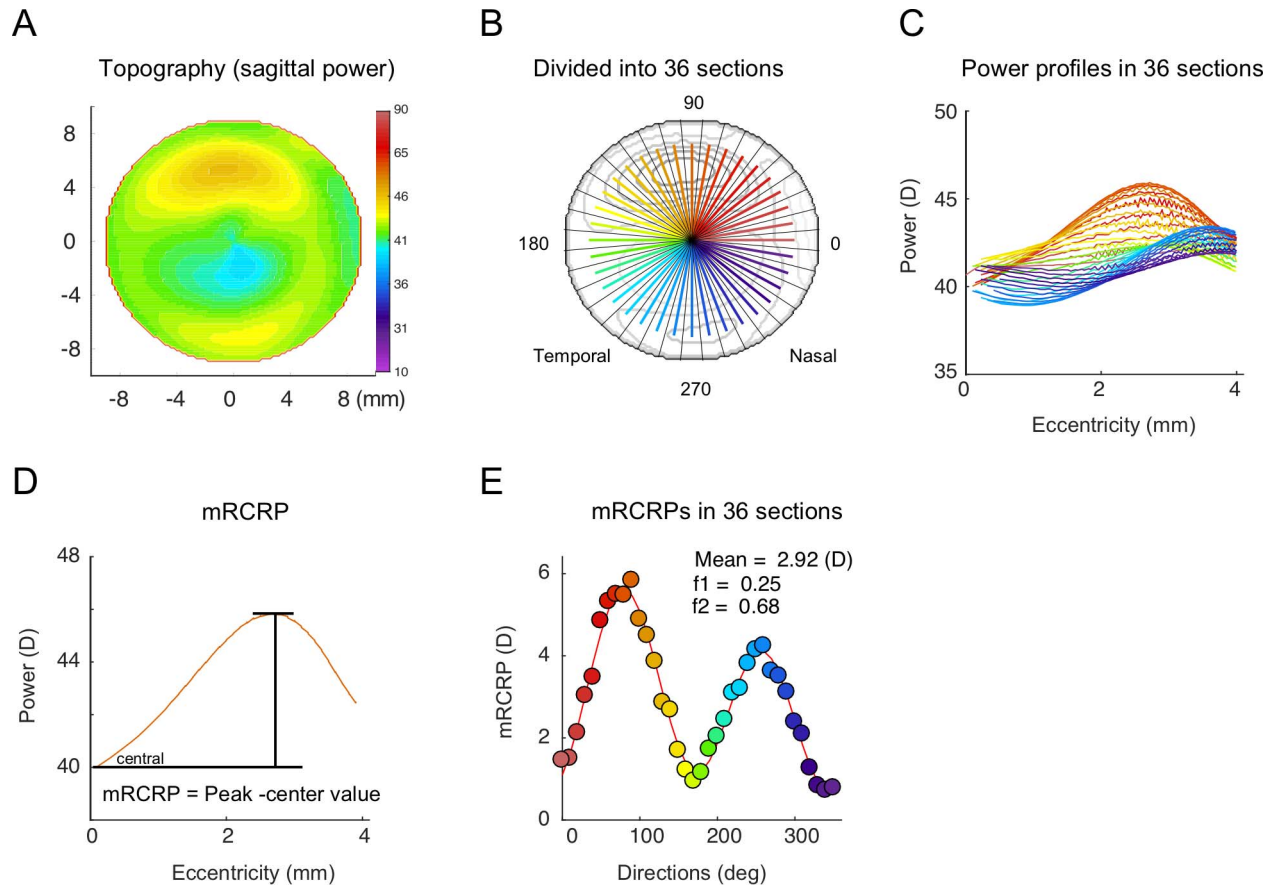 A
Topography (sagittal power)
8
4
0
-4
-8
-8
-4
0
4
8 (mm)
90
65
46
41
36
31
10
B
Divided into 36 sections
90
180
0
Temporal
Nasal
270
C
Power profiles in 36 sections
Power (D)
50
45
40
35
0
2
4
Eccentricity (mm)
D
mRCRP
Power (D)
48
44
40
central
mRCRP = Peak -center value
0
2
4
Eccentricity (mm)
E
mRCRPs in 36 sections
Mean = 2.92 (D)
f1 = 0.25
f2 = 0.68
mRCRP (D)
6
4
2
0
0
100
200
300
Directions (deg)